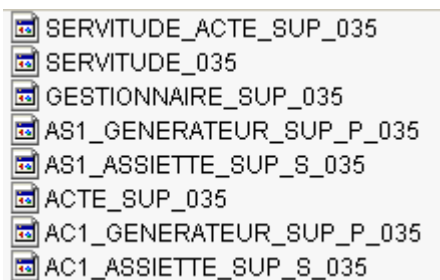 SERVITUDE_ACTE_SUP_035
SERVITUDE_035
GESTIONNAIRE_SUP_035
AS1_GENERATEUR_SUP_P_035
AS1_ASSIETTE_SUP_S_035
ACTE_SUP_035
AC1_GENERATEUR_SUP_P_035
AC1_ASSIETTE_SUP_S_035